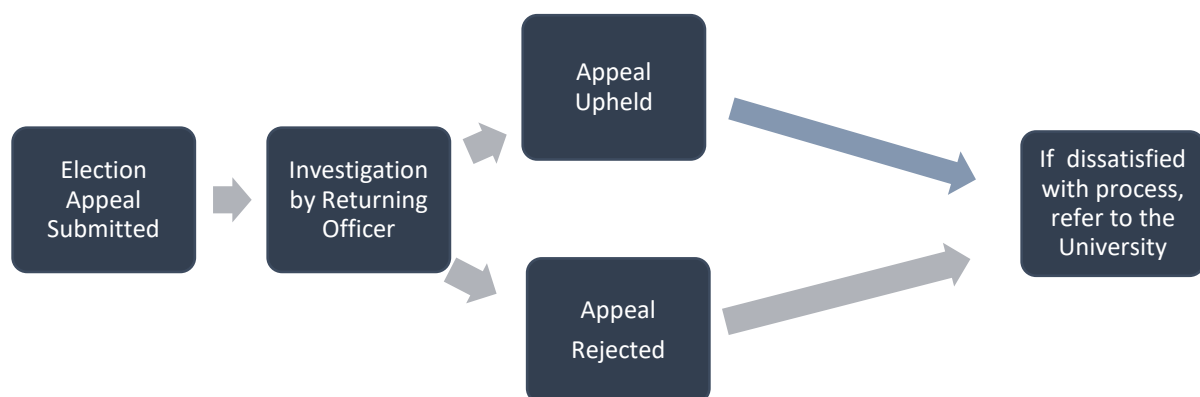 Election
Appeal
Submitted
Investigation
by Returning
Officer
Appeal
Upheld
Appeal
Rejected
If dissatisfied
with process,
refer to the
University